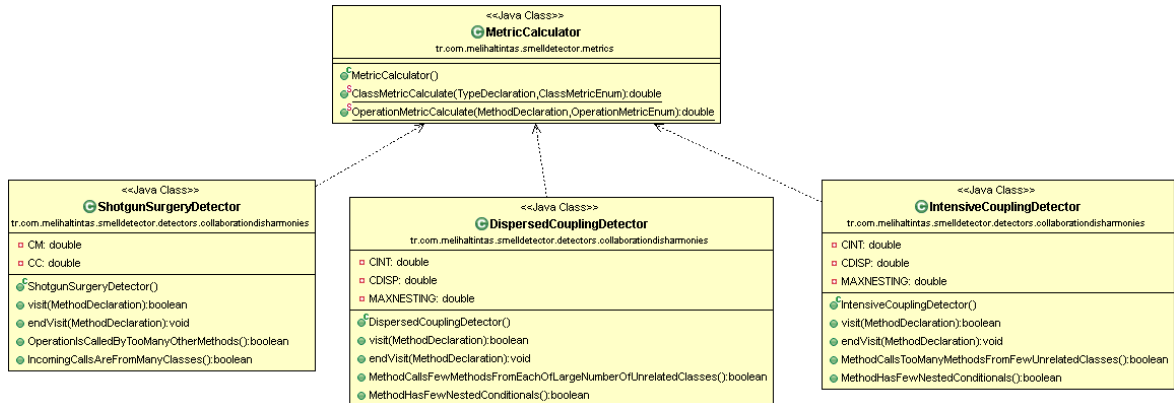 <<Java Class>>
MetricCalculator
tr.com.melihaltintas.smelldetector.metrics
MetricCalculator()
ClassMetricCalculate(TypeDeclaration,ClassMetricEnum):double
OperationMetricCalculate(MethodDeclaration,OperationMetricEnum):double
<<Java Class>>
ShotgunSurgeryDetector
tr.com.melihaltintas.smelldetector.detectors.collaborationdisharmonies
CM: double
CC: double
ShotgunSurgeryDetector()
visit(MethodDeclaration):boolean
endVisit(MethodDeclaration):void
OperationIsCalledByTooManyOtherMethods():boolean
IncomingCallsAreFromManyClasses():boolean
<<Java Class>>
DispersedCouplingDetector
tr.com.melihaltintas.smelldetector.detectors.collaborationdisharmonies
CINT: double
CDISP: double
MAXNESTING: double
DispersedCouplingDetector()
visit(MethodDeclaration):boolean
endVisit(MethodDeclaration):void
MethodCallsFewMethodsFromEachOfLargeNumberOfUnrelatedClasses():boolean
MethodHasFewNestedConditionals():boolean
<<Java Class>>
IntensiveCouplingDetector
tr.com.melihaltintas.smelldetector.detectors.collaborationdisharmonies
CINT: double
CDISP: double
MAXNESTING: double
IntensiveCouplingDetector()
visit(MethodDeclaration):boolean
endVisit(MethodDeclaration):void
MethodCallsTooManyMethodsFromFewUnrelatedClasses():boolean
MethodHasFewNestedConditionals():boolean